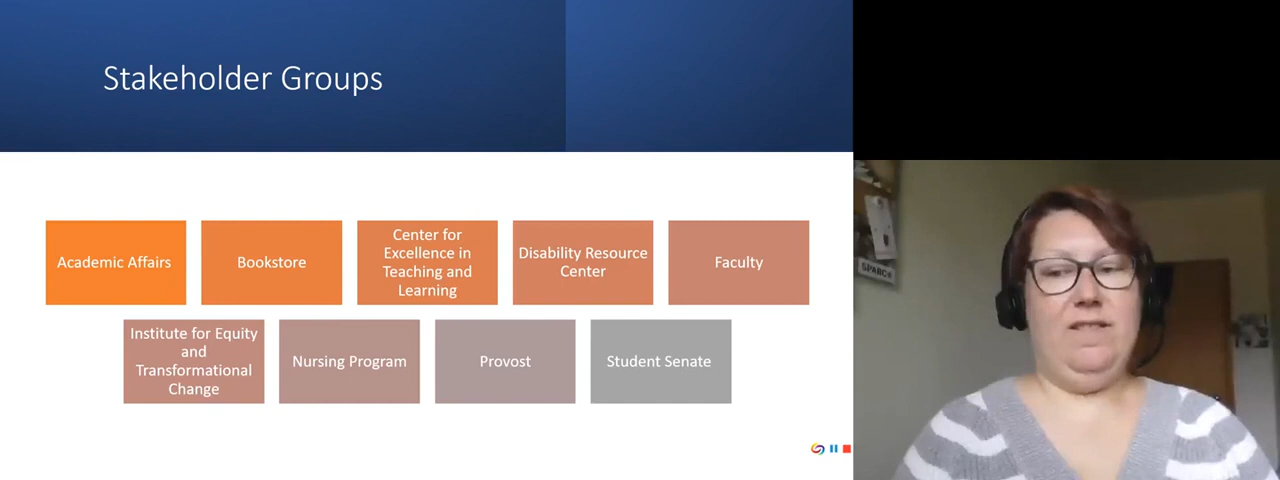 Stakeholder Groups
Academic Affairs
Bookstore
Center for
Excellence in
Teaching and
Learning
Disability Resource
Center
Faculty
Institute for Equity
and
Transformational
Change
Nursing Program
Provost
Student Senate
SPARC